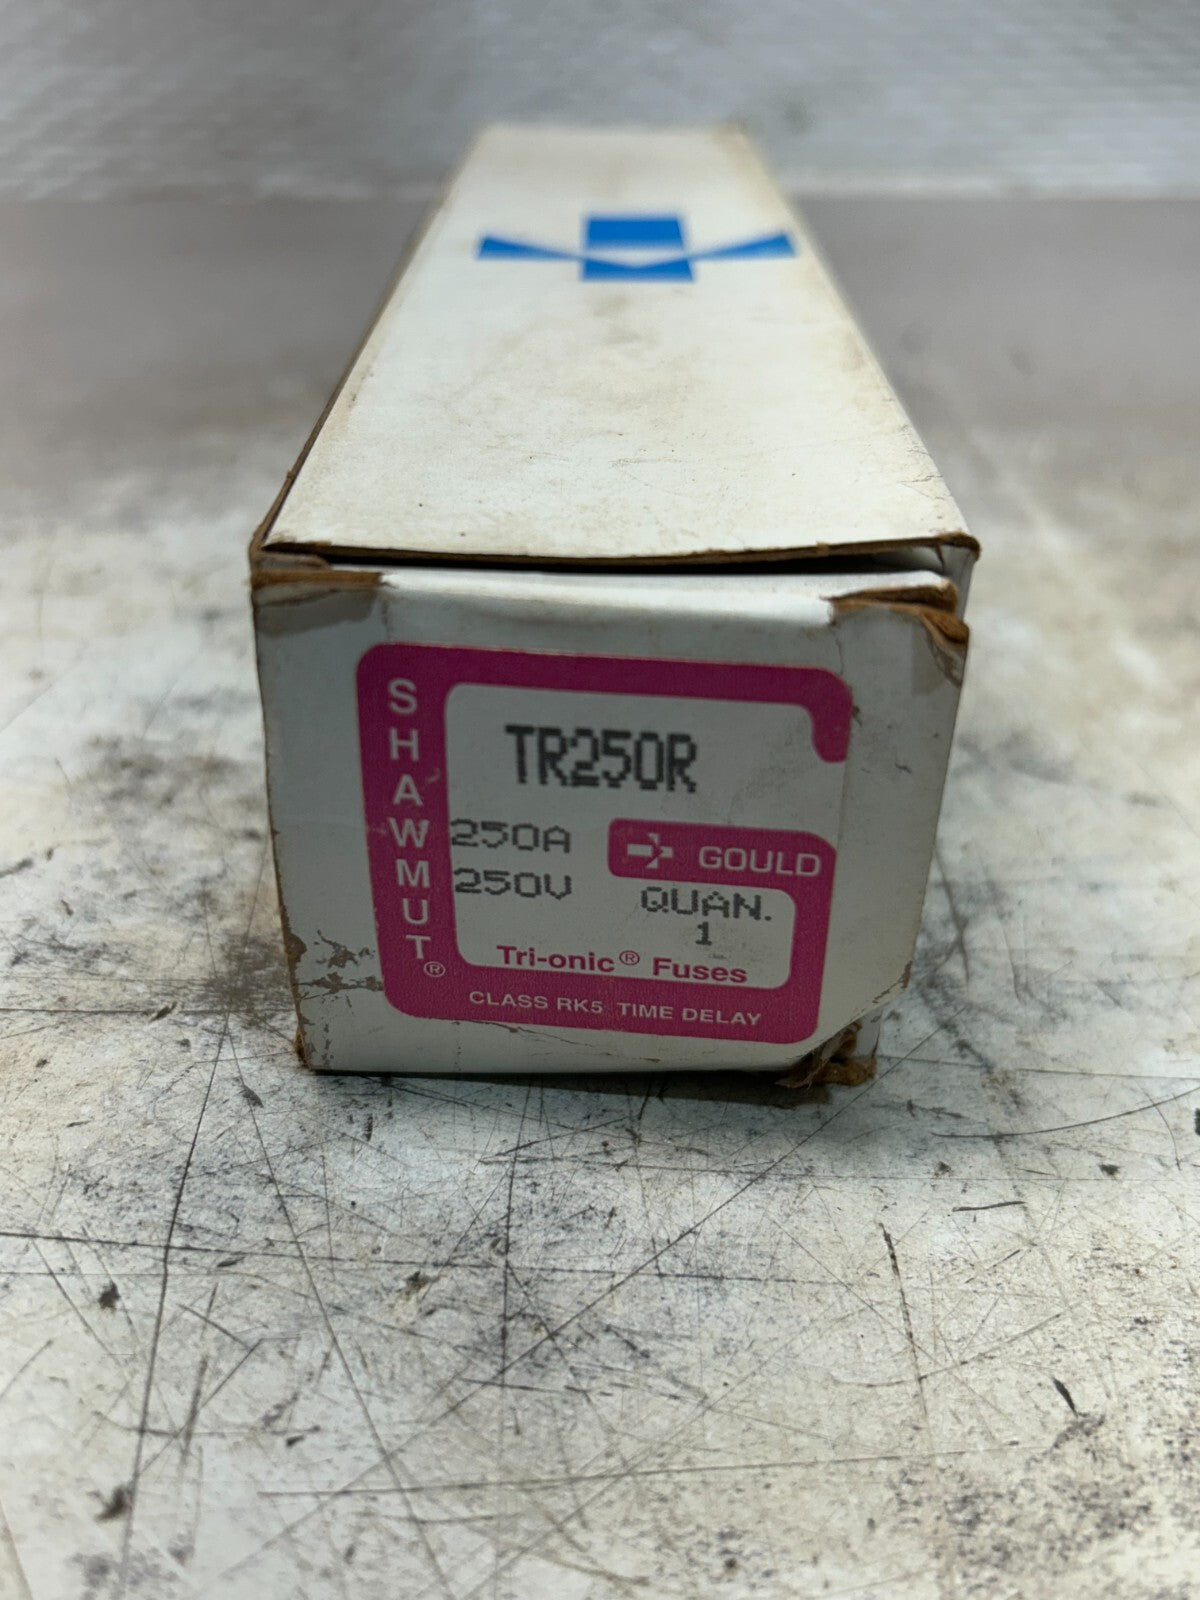 SHAWMUT®
TR250R
250A
GOULD
250V
QUAN.
1
Tri-onic® Fuses
CLASS RK5 TIME DELAY